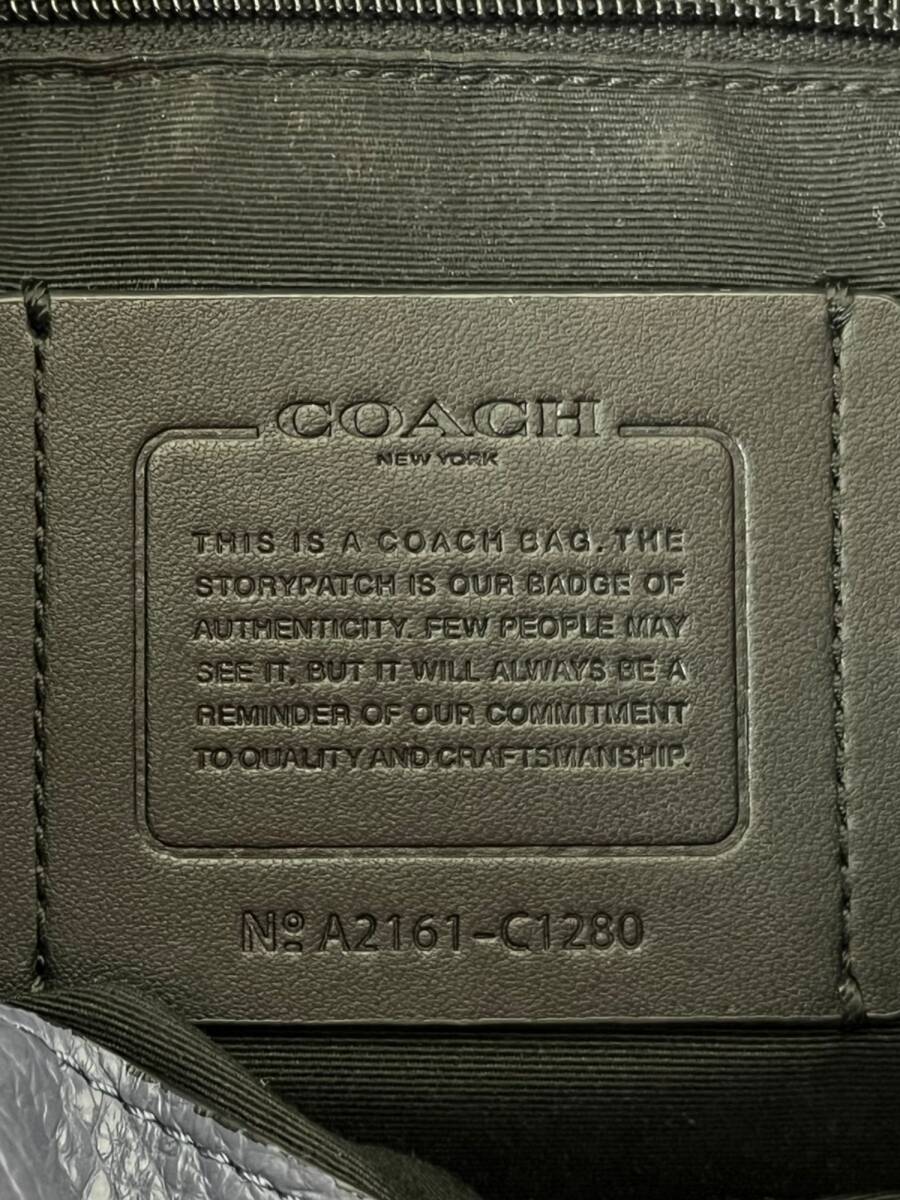 COACH
NEW YORK
THIS IS A COACH BAG. THE
STORYPATCH IS OUR BADGE OF
AUTHENTICITY. FEW PEOPLE MAY
SEE IT, BUT IT WILL ALWAYS BE A
REMINDER OF OUR COMMITMENT
TO QUALITY AND CRAFTSMANSHIP.
Nº A2161-C1280